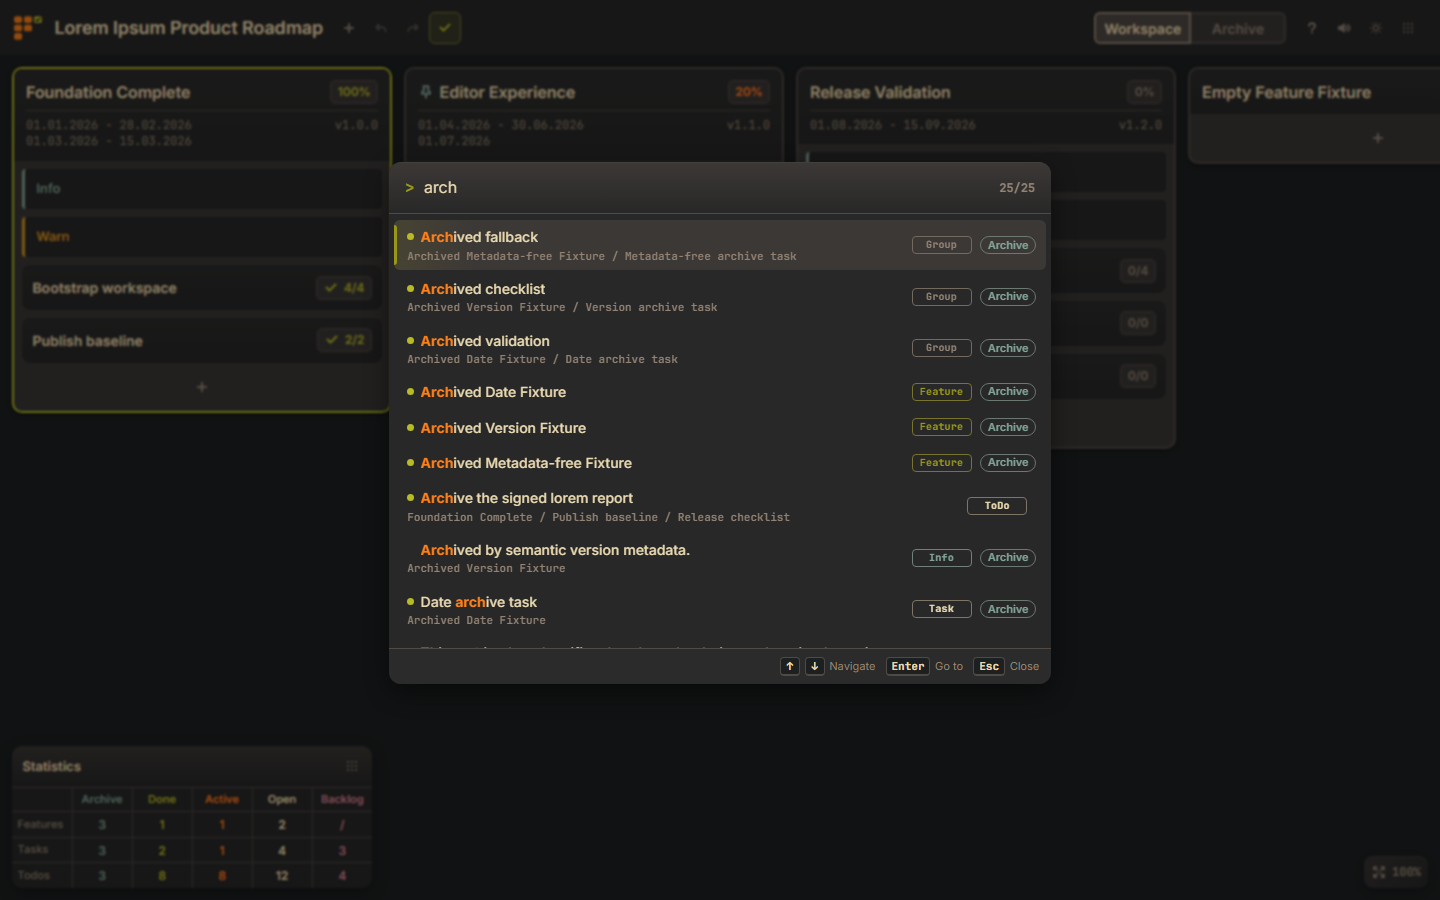 Lorem Ipsum Product Roadmap
Workspace
Archive
?
Foundation Complete
100%
01.01.2026 - 28.02.2026
v1.0.0
01.03.2026 - 15.03.2026
Info
Warn
Bootstrap workspace
4/4
Publish baseline
2/2
+
Editor Experience
20%
01.04.2026 - 30.06.2026
v1.1.0
01.07.2026
Release Validation
0%
01.08.2026 - 15.09.2026
v1.2.0
0/4
0/0
0/0
Empty Feature Fixture
+
> arch
25/25
Archived fallback
Archived Metadata-free Fixture / Metadata-free archive task
Group
Archive
Archived checklist
Archived Version Fixture / Version archive task
Group
Archive
Archived validation
Archived Date Fixture / Date archive task
Group
Archive
Archived Date Fixture
Feature
Archive
Archived Version Fixture
Feature
Archive
Archived Metadata-free Fixture
Feature
Archive
Archive the signed lorem report
Foundation Complete / Publish baseline / Release checklist
ToDo
Archived by semantic version metadata.
Archived Version Fixture
Info
Archive
Date archive task
Archived Date Fixture
Task
Archive
↑ ↓ Navigate Enter Go to Esc Close
Statistics
Archive Done Active Open Backlog
Features 3 1 1 2 /
Tasks 3 2 1 4 3
Todos 3 8 8 12 4
100%